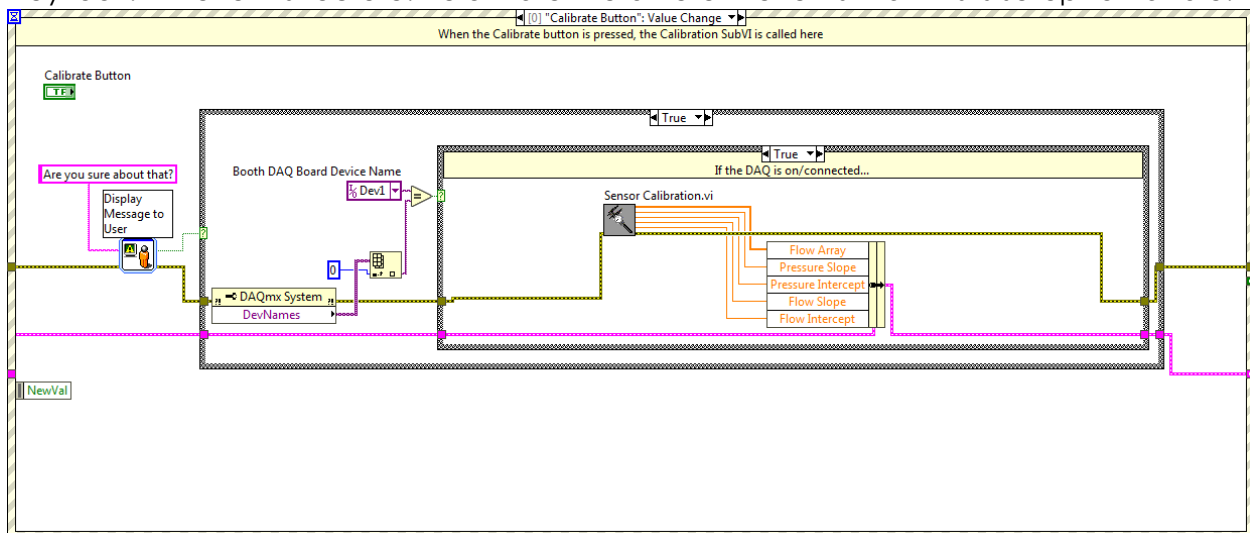 [0] "Calibrate Button": Value Change
When the Calibrate button is pressed, the Calibration SubVI is called here
Calibrate Button
TF
True
True
If the DAQ is on/connected...
Are you sure about that?
Display
Message to
User
Booth DAQ Board Device Name
Dev1
=
?
?
Sensor Calibration.vi
0
DAQmx System
DevNames
Flow Array
Pressure Slope
Pressure Intercept
Flow Slope
Flow Intercept
NewVal